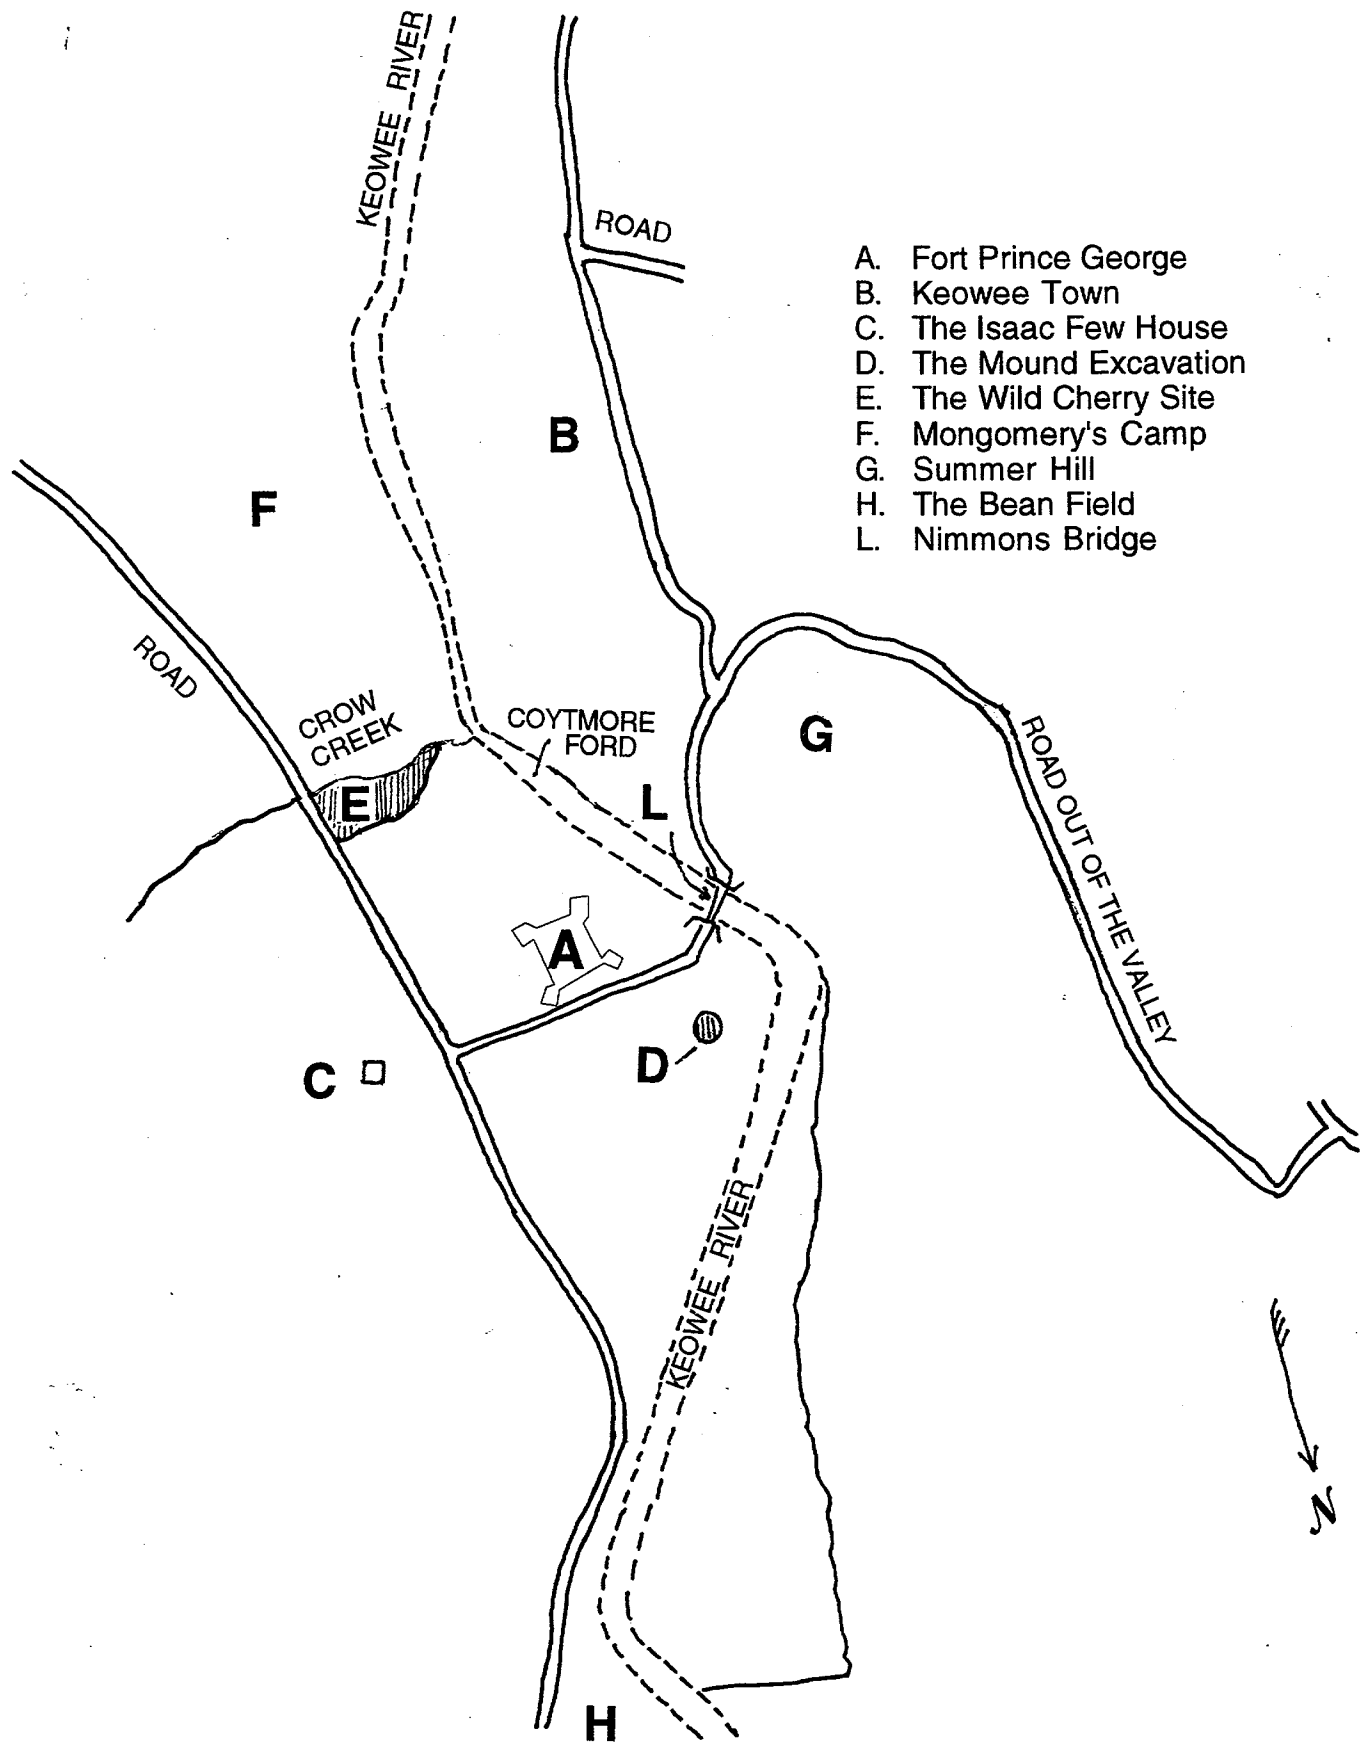 KEOWEE RIVER
ROAD
A. Fort Prince George
B. Keowee Town
C. The Isaac Few House
D. The Mound Excavation
E. The Wild Cherry Site
F. Mongomery's Camp
G. Summer Hill
H. The Bean Field
L. Nimmons Bridge
B
F
ROAD
CROW
CREEK
COYTMORE
FORD
G
E
L
ROAD OUT OF THE VALLEY
A
D
C
KEOWEE RIVER
N
H